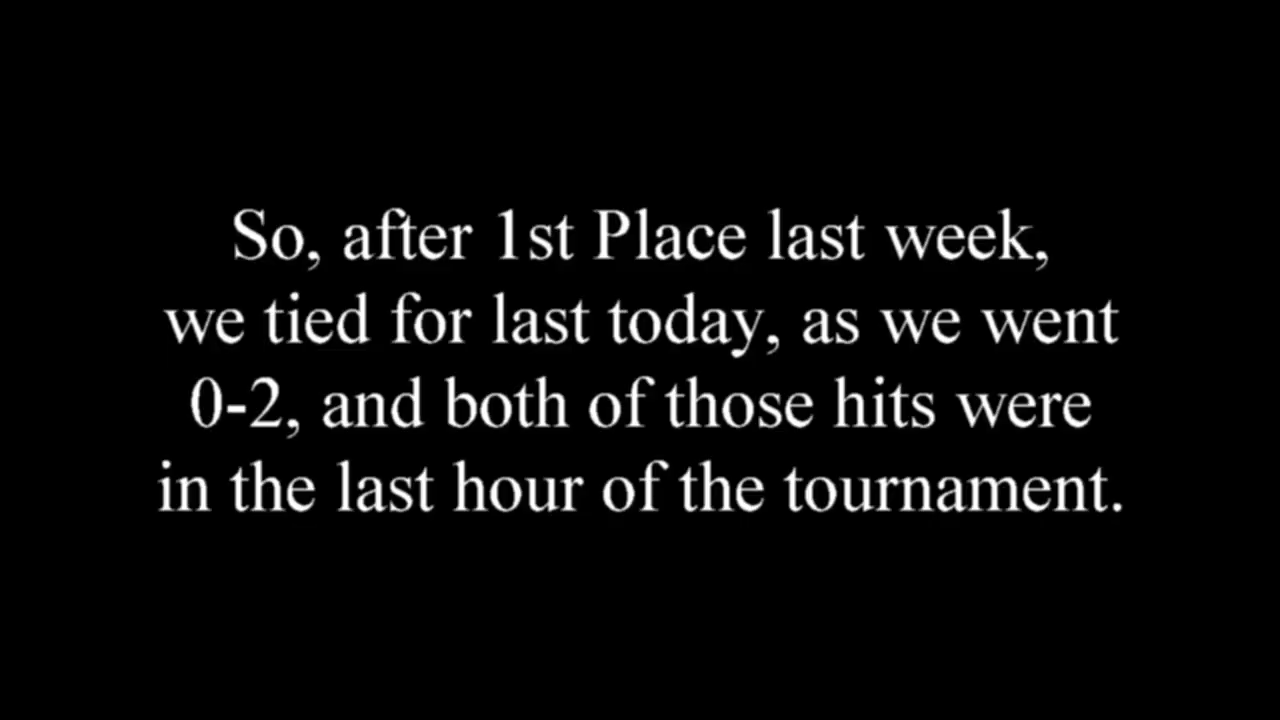 So, after 1st Place last week,
we tied for last today, as we went
0-2, and both of those hits were
in the last hour of the tournament.